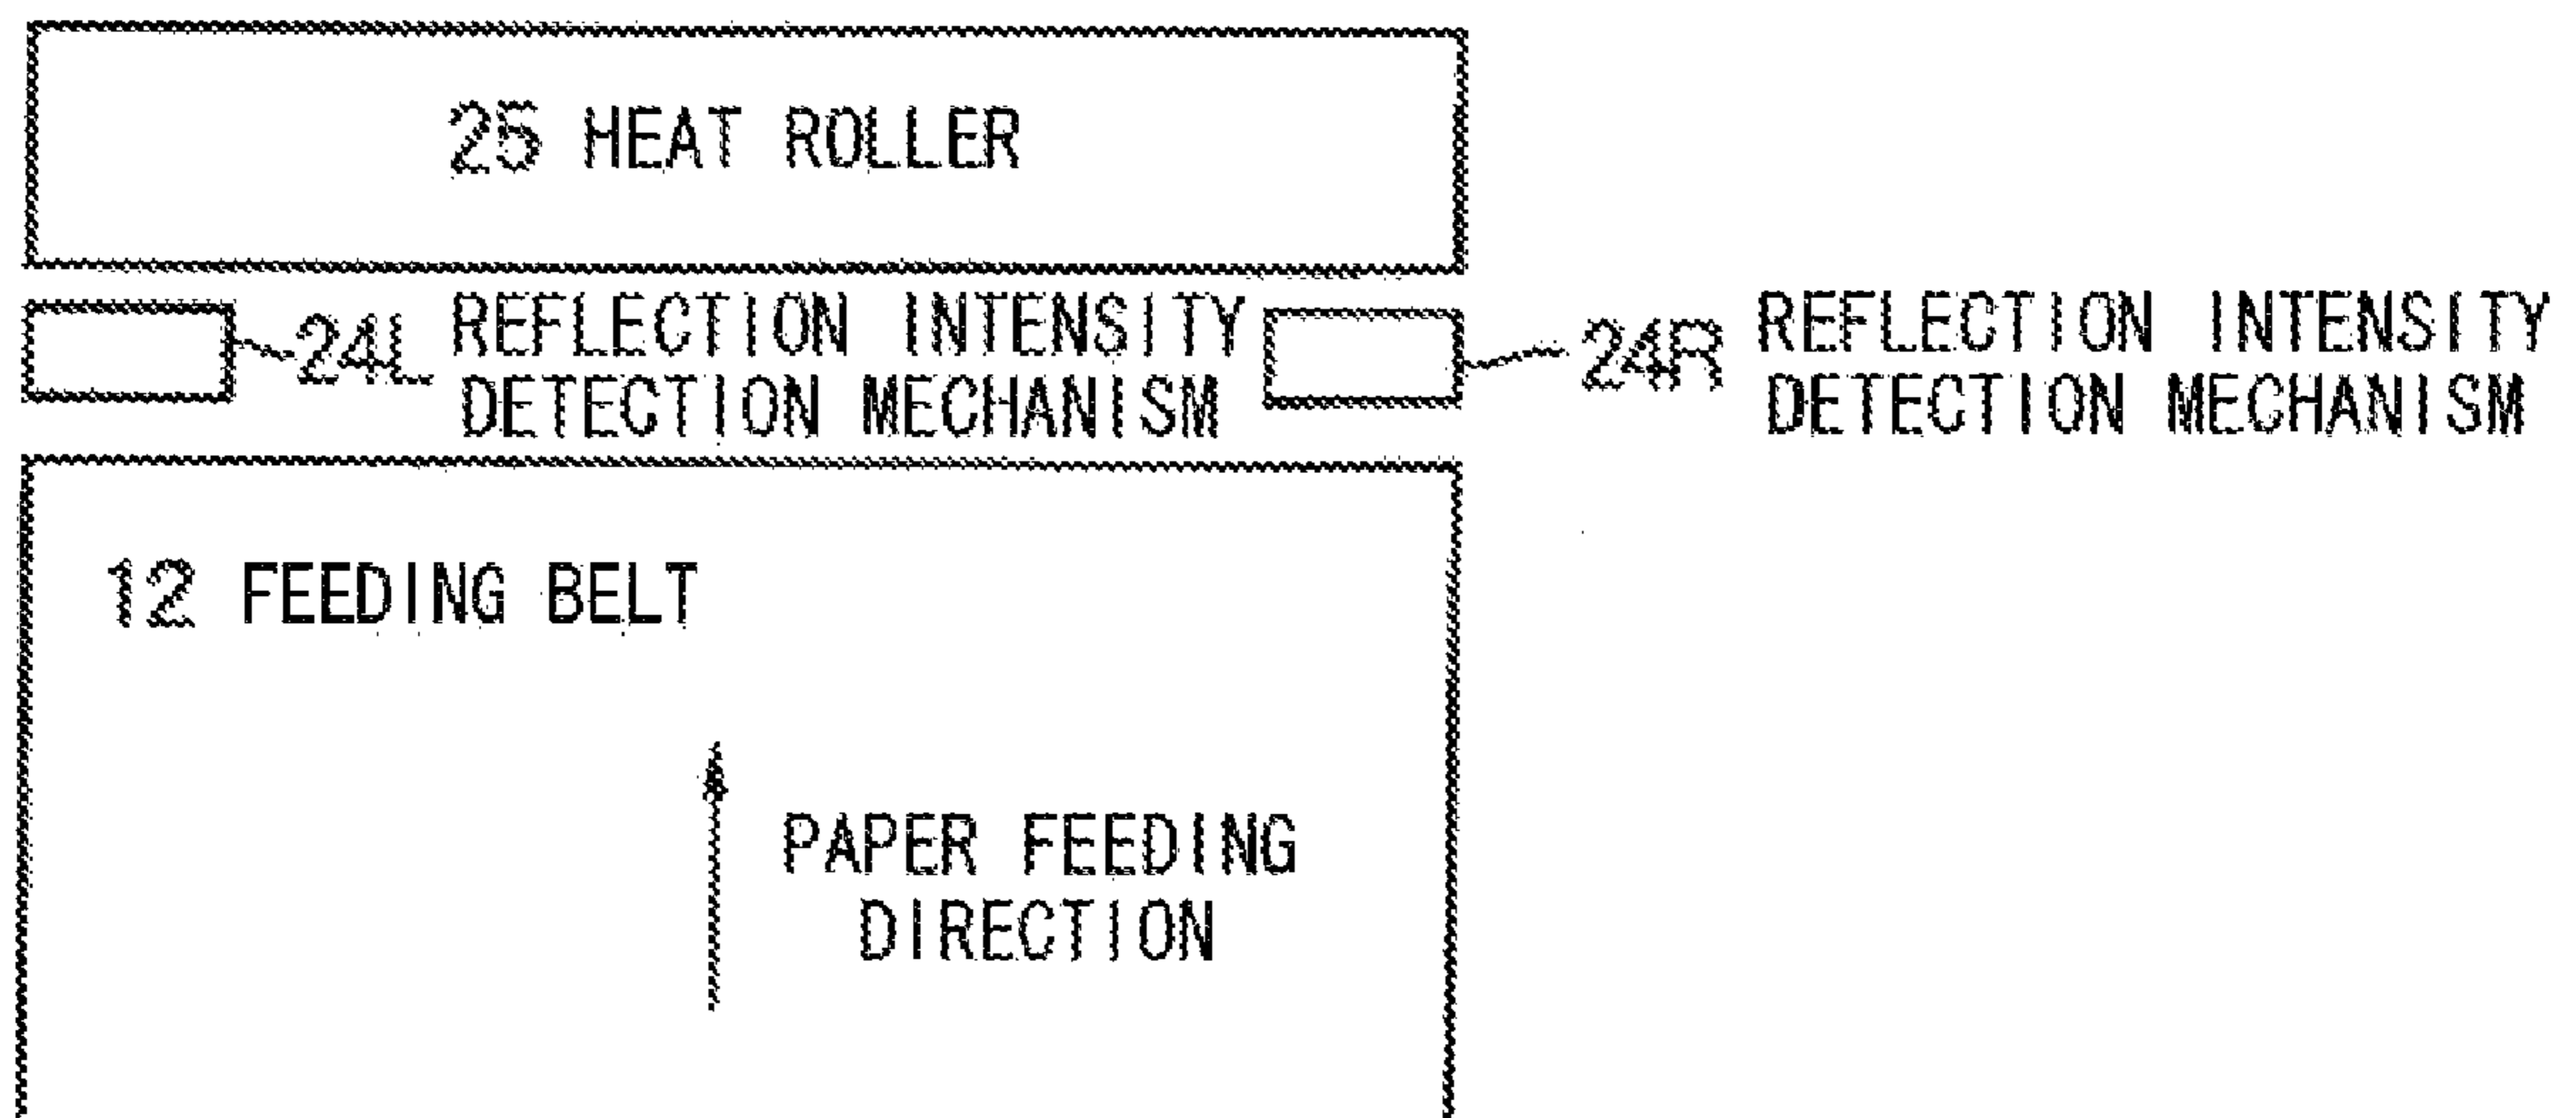 25 HEAT ROLLER
24L REFLECTION INTENSITY
DETECTION MECHANISM
24R REFLECTION INTENSITY
DETECTION MECHANISM
12 FEEDING BELT
PAPER FEEDING
DIRECTION